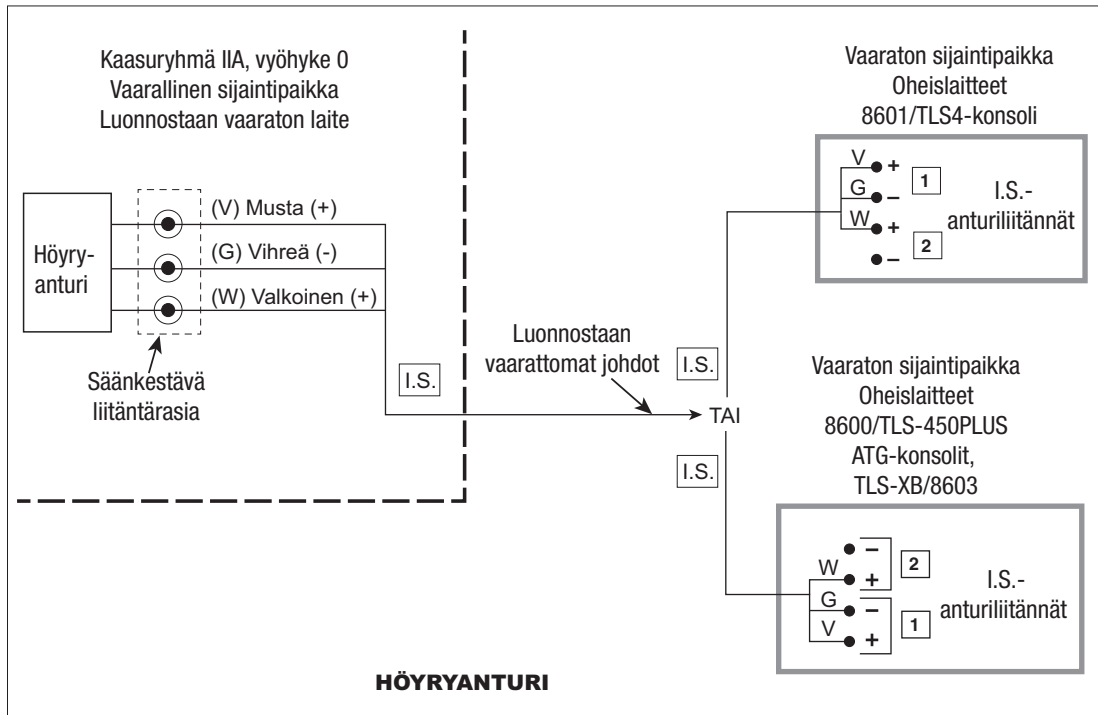 Kaasuryhmä IIA, vyöhyke 0
Vaarallinen sijaintipaikka
Luonnostaan vaaraton laite
Höyry-
anturi
(V) Musta (+)
(G) Vihreä (-)
(W) Valkoinen (+)
Säänkestävä
liitäntärasia
I.S.
Luonnostaan
vaarattomat johdot
TAI
I.S.
I.S.
Vaaraton sijaintipaikka
Oheislaitteet
8601/TLS4-konsoli
V +
G –
1
W +
–
2
I.S.-
anturiliitännät
Vaaraton sijaintipaikka
Oheislaitteet
8600/TLS-450PLUS
ATG-konsolit,
TLS-XB/8603
–
W +
2
G –
V +
1
I.S.-
anturiliitännät
HÖYRYANTURI